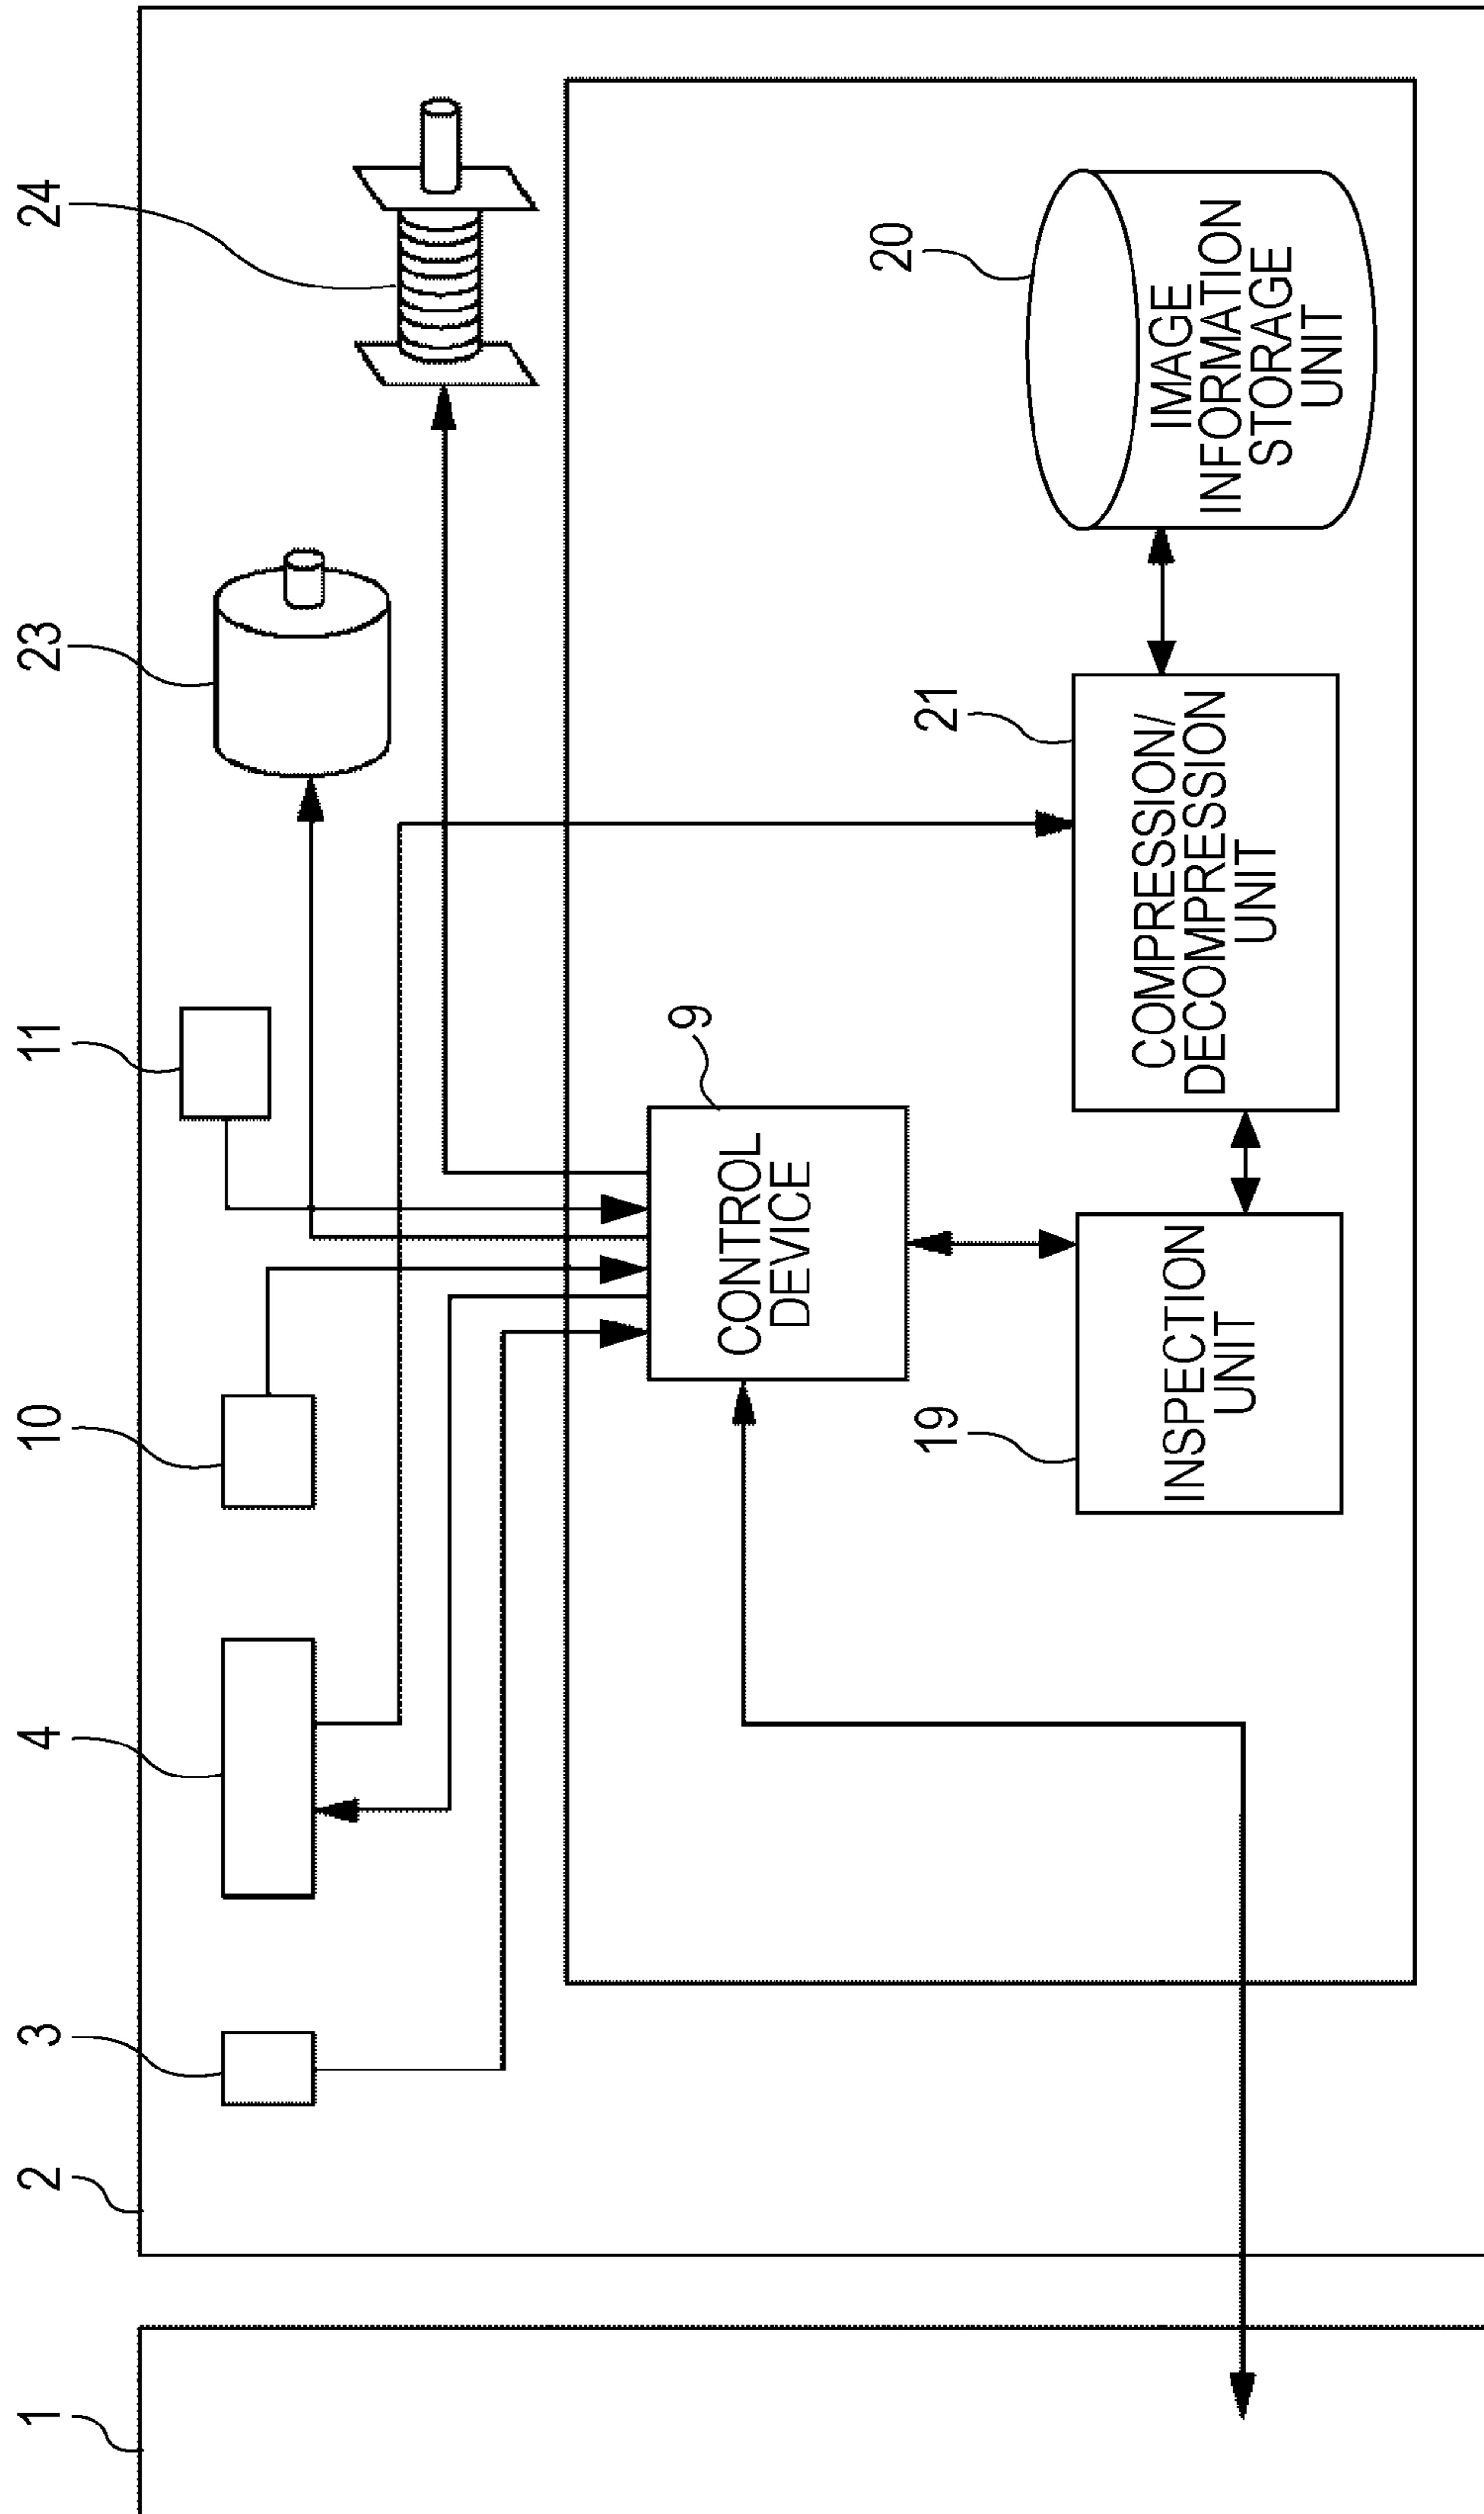 1
2
3
4
10
11
23
24
9
CONTROL
DEVICE
20
IMAGE
INFORMATION
STORAGE
UNIT
19
INSPECTION
UNIT
21
COMPRESSION/
DECOMPRESSION
UNIT